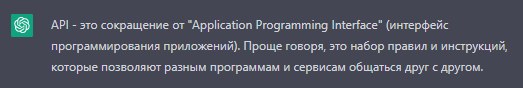 API - это сокращение от "Application Programming Interface" (интерфейс
программирования приложений). Проще говоря, это набор правил и инструкций,
которые позволяют разным программам и сервисам общаться друг с другом.